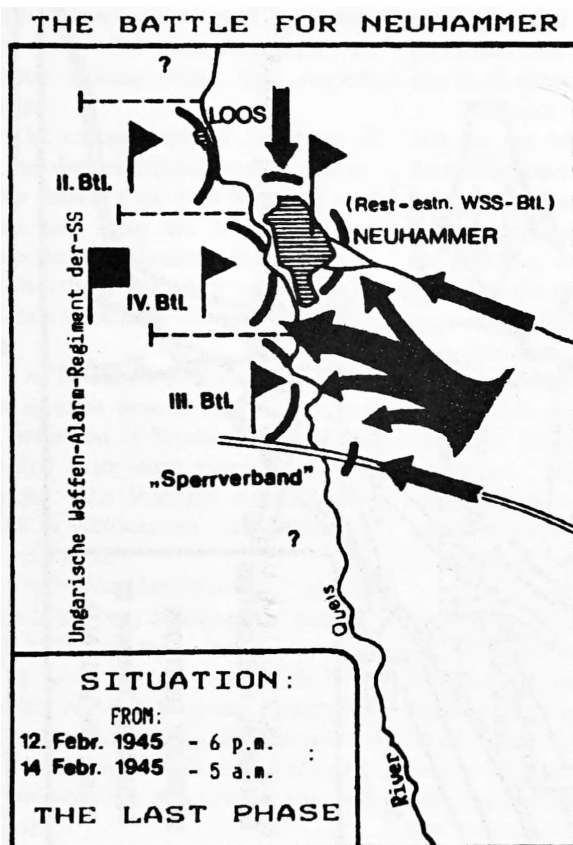 THE BATTLE FOR NEUHAMMER
?
LOOS
II. Btl.
(Rest-estn. WSS-Btl.)
NEUHAMMER
IV. Btl.
III. Btl.
„Sperrverband"
Ungarische Waffen-Alarm-Regiment der-SS
?
Queis
River
SITUATION:
FROM:
12. Febr. 1945 - 6 p.m.
14 Febr. 1945 - 5 a.m.
THE LAST PHASE